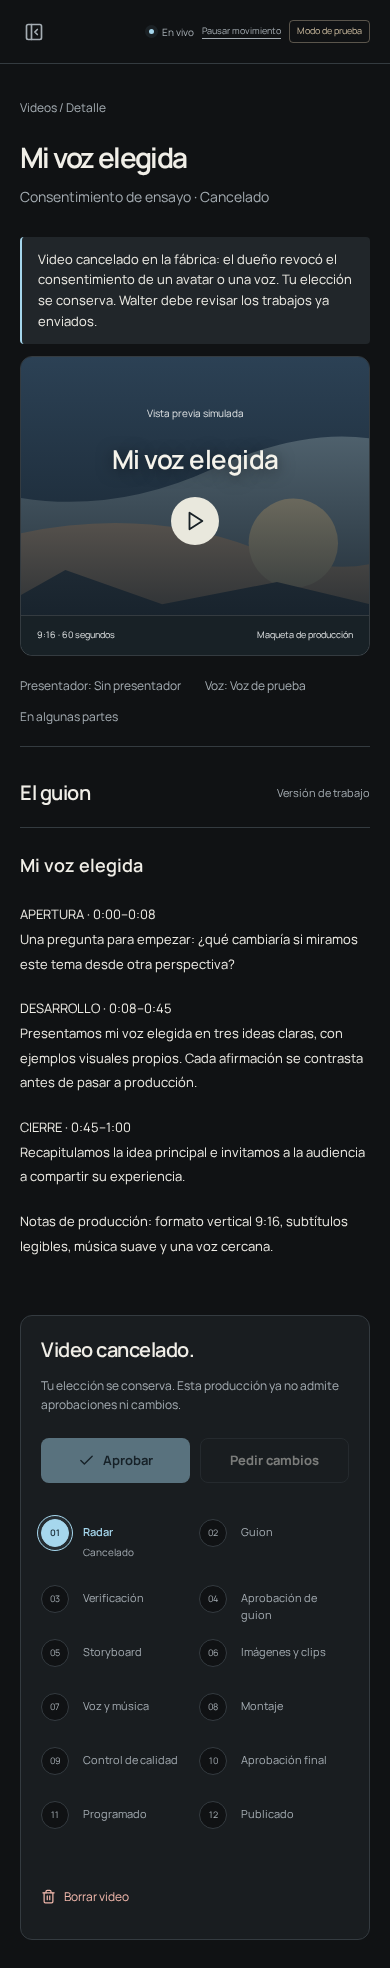 En vivo Pausar movimiento Modo de prueba
Videos / Detalle
Mi voz elegida
Consentimiento de ensayo · Cancelado
Video cancelado en la fábrica: el dueño revocó el
consentimiento de un avatar o una voz. Tu elección
se conserva. Walter debe revisar los trabajos ya
enviados.
Vista previa simulada
Mi voz elegida
9:16 · 60 segundos Maqueta de producción
Presentador: Sin presentador Voz: Voz de prueba
En algunas partes
El guion Versión de trabajo
Mi voz elegida
APERTURA · 0:00–0:08
Una pregunta para empezar: ¿qué cambiaría si miramos
este tema desde otra perspectiva?
DESARROLLO · 0:08–0:45
Presentamos mi voz elegida en tres ideas claras, con
ejemplos visuales propios. Cada afirmación se contrasta
antes de pasar a producción.
CIERRE · 0:45–1:00
Recapitulamos la idea principal e invitamos a la audiencia
a compartir su experiencia.
Notas de producción: formato vertical 9:16, subtítulos
legibles, música suave y una voz cercana.
Video cancelado.
Tu elección se conserva. Esta producción ya no admite
aprobaciones ni cambios.
Aprobar Pedir cambios
01 Radar
Cancelado
02 Guion
03 Verificación
04 Aprobación de
guion
05 Storyboard
06 Imágenes y clips
07 Voz y música
08 Montaje
09 Control de calidad
10 Aprobación final
11 Programado
12 Publicado
Borrar video